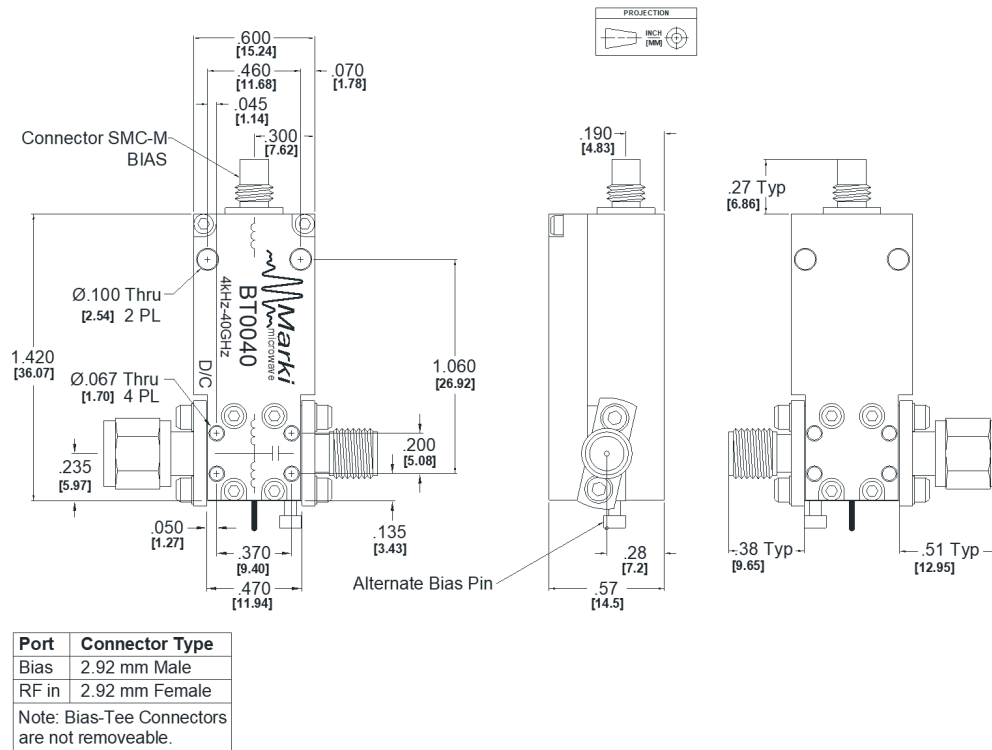 PROJECTION
INCH
[MM]
.600
[15.24]
.460
[11.68]
.070
[1.78]
.045
[1.14]
Connector SMC-M
BIAS
.300
[7.62]
.190
[4.83]
.27 Typ
[6.86]
Ø.100 Thru
[2.54] 2 PL
1.420
[36.07]
Ø.067 Thru
[1.70] 4 PL
Marki
microwave
BT0040
4kHz-40GHz
D/C
1.060
[26.92]
.235
[5.97]
.200
[5.08]
.050
[1.27]
.135
[3.43]
.370
[9.40]
.470
[11.94]
Alternate Bias Pin
.28
[7.2]
.57
[14.5]
.38 Typ
[9.65]
.51 Typ
[12.95]
Port Connector Type
Bias 2.92 mm Male
RF in 2.92 mm Female
Note: Bias-Tee Connectors
are not removeable.